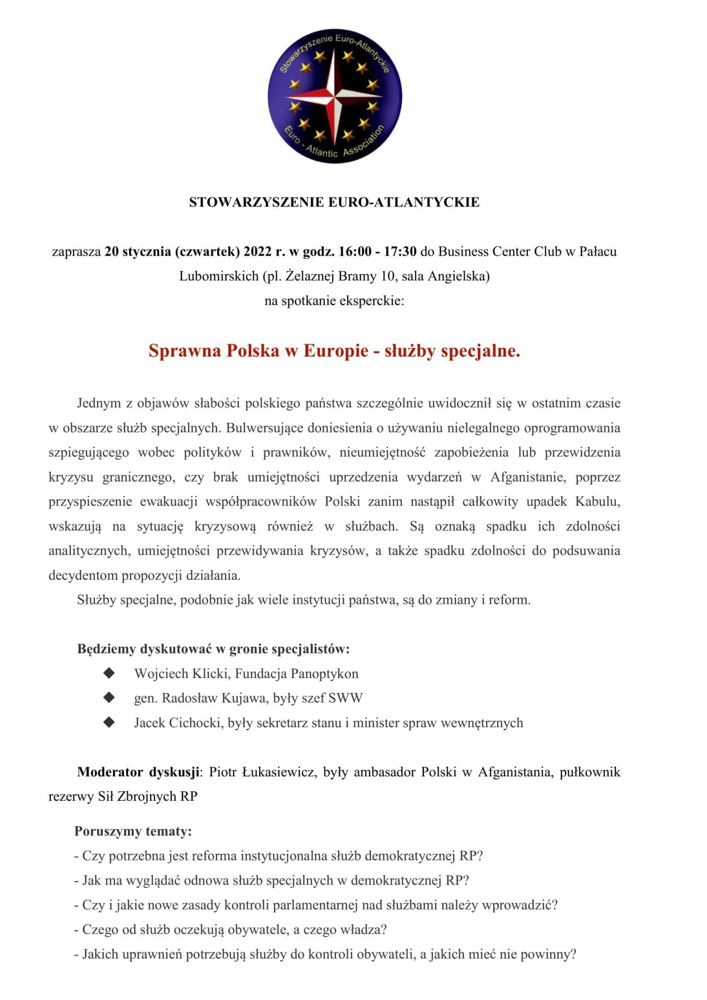 Stowarzyszenie Euro-Atlantyckie
Euro - Atlantic Association
STOWARZYSZENIE EURO-ATLANTYCKIE
zaprasza 20 stycznia (czwartek) 2022 r. w godz. 16:00 - 17:30 do Business Center Club w Pałacu
Lubomirskich (pl. Żelaznej Bramy 10, sala Angielska)
na spotkanie eksperckie:
Sprawna Polska w Europie - służby specjalne.
Jednym z objawów słabości polskiego państwa szczególnie uwidocznił się w ostatnim czasie
w obszarze służb specjalnych. Bulwersujące doniesienia o używaniu nielegalnego oprogramowania
szpiegującego wobec polityków i prawników, nieumiejętność zapobieżenia lub przewidzenia
kryzysu granicznego, czy brak umiejętności uprzedzenia wydarzeń w Afganistanie, poprzez
przyspieszenie ewakuacji współpracowników Polski zanim nastąpił całkowity upadek Kabulu,
wskazują na sytuację kryzysową również w służbach. Są oznaką spadku ich zdolności
analitycznych, umiejętności przewidywania kryzysów, a także spadku zdolności do podsuwania
decydentom propozycji działania.
Służby specjalne, podobnie jak wiele instytucji państwa, są do zmiany i reform.
Będziemy dyskutować w gronie specjalistów:
◆ Wojciech Klicki, Fundacja Panoptykon
◆ gen. Radosław Kujawa, były szef SWW
◆ Jacek Cichocki, były sekretarz stanu i minister spraw wewnętrznych
Moderator dyskusji: Piotr Łukasiewicz, były ambasador Polski w Afganistania, pułkownik
rezerwy Sił Zbrojnych RP
Poruszymy tematy:
- Czy potrzebna jest reforma instytucjonalna służb demokratycznej RP?
- Jak ma wyglądać odnowa służb specjalnych w demokratycznej RP?
- Czy i jakie nowe zasady kontroli parlamentarnej nad służbami należy wprowadzić?
- Czego od służb oczekują obywatele, a czego władza?
- Jakich uprawnień potrzebują służby do kontroli obywateli, a jakich mieć nie powinny?